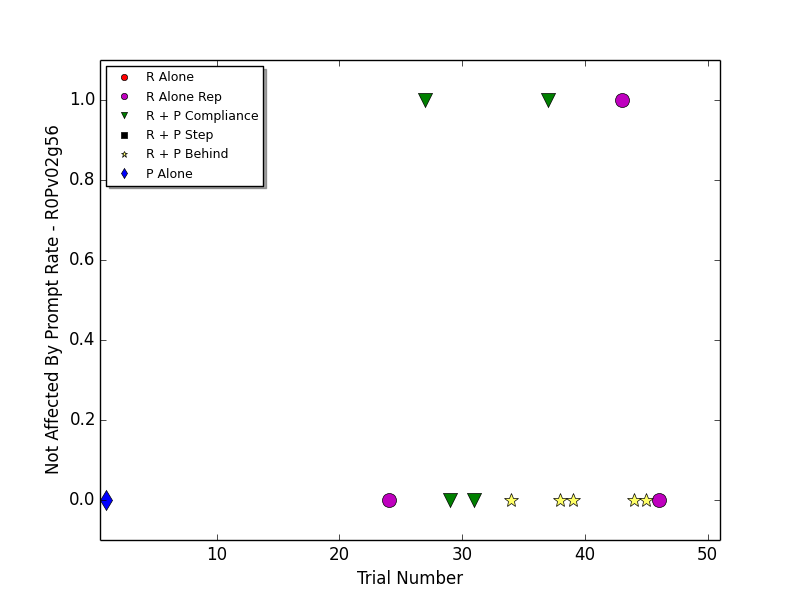 R Alone
R Alone Rep
R + P Compliance
R + P Step
R + P Behind
P Alone
1.0
0.8
0.6
0.4
0.2
0.0
Not Affected By Prompt Rate - R0Pv02g56
10 20 30 40 50
Trial Number